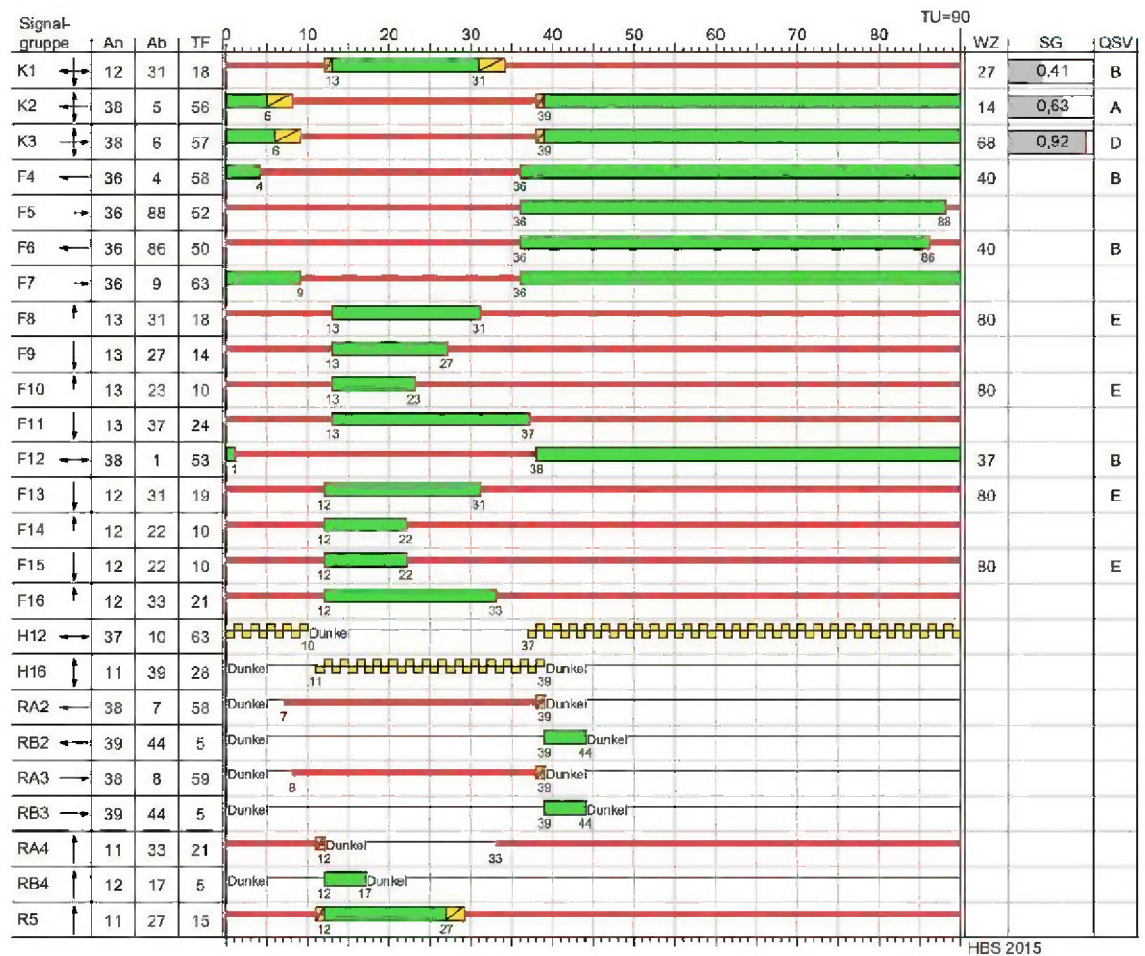 TU=90
Signal-
gruppe An Ab TF 0 10 20 30 40 50 60 70 80 WZ SG QSV
K1 12 31 18 27 0,41 B
13 31
K2 38 5 56 14 0,63 A
6 39
K3 38 6 57 68 0,92 D
6 39
F4 36 4 58 40 B
4 36
F5 36 88 52
36 88
F6 36 86 50 40 B
36 86
F7 36 9 63
9 36
F8 13 31 18 80 E
13 31
F9 13 27 14
13 27
F10 13 23 10 80 E
13 23
F11 13 37 24
13 37
F12 38 1 53 37 B
1 38
F13 12 31 19 80 E
12 31
F14 12 22 10
12 22
F15 12 22 10 80 E
12 22
F16 12 33 21
12 33
H12 37 10 63 Dunkel
10 37
H16 11 39 28 Dunkel Dunkel
11 39
RA2 38 7 58 Dunkel Dunkel
7 39
RB2 39 44 5 Dunkel Dunkel
39 44
RA3 38 8 59 Dunkel Dunkel
8 39
RB3 39 44 5 Dunkel Dunkel
39 44
RA4 11 33 21 Dunkel
12 33
RB4 12 17 5 Dunkel Dunkel
12 17
R5 11 27 15
12 27
HBS 2015